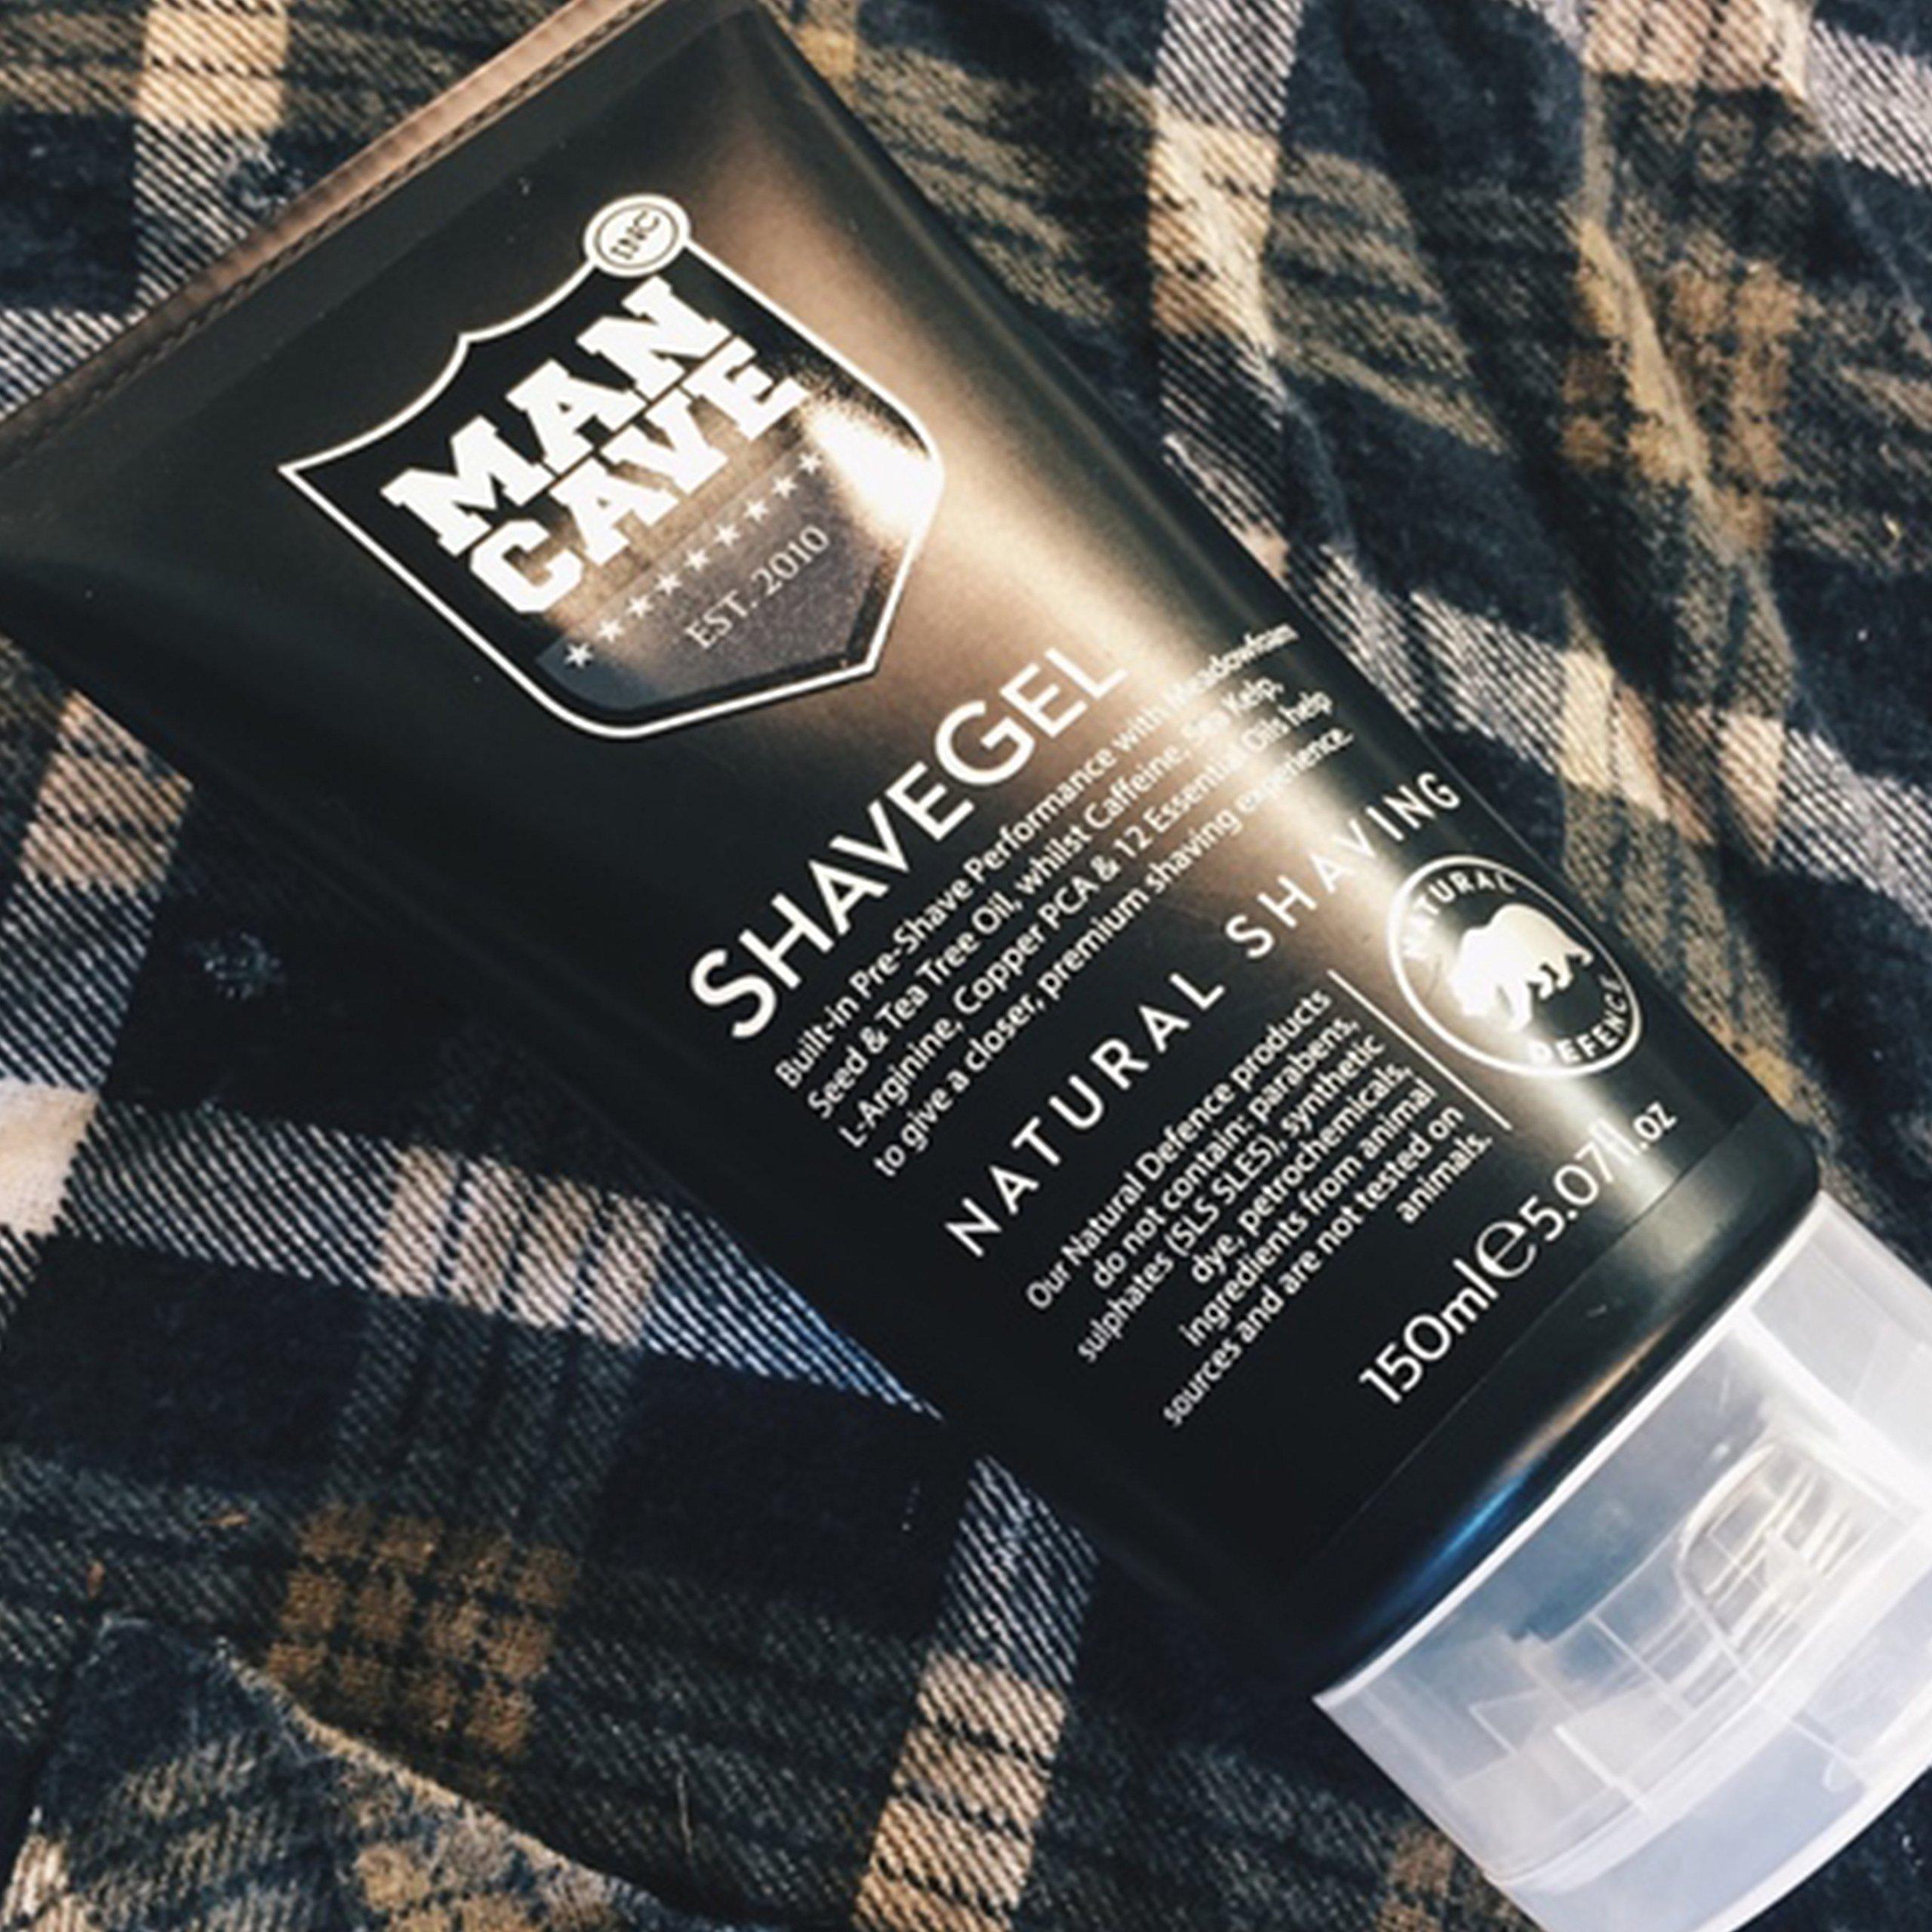 INC
MAN
CAVE
EST. 2010
SHAVEGEL
Built-in Pre-Shave Performance with Meadowfoam
Seed & Tea Tree Oil, whilst Caffeine, Sea Kelp,
L-Arginine, Copper PCA & 12 Essential Oils help
to give a closer, premium shaving experience.
NATURAL SHAVING
Our Natural Defence products
do not contain: parabens,
sulphates (SLS SLES), synthetic
dye, petrochemicals,
ingredients from animal
sources and are not tested on
animals.
NATURAL
DEFENCE
150ml e 5.07fl.oz